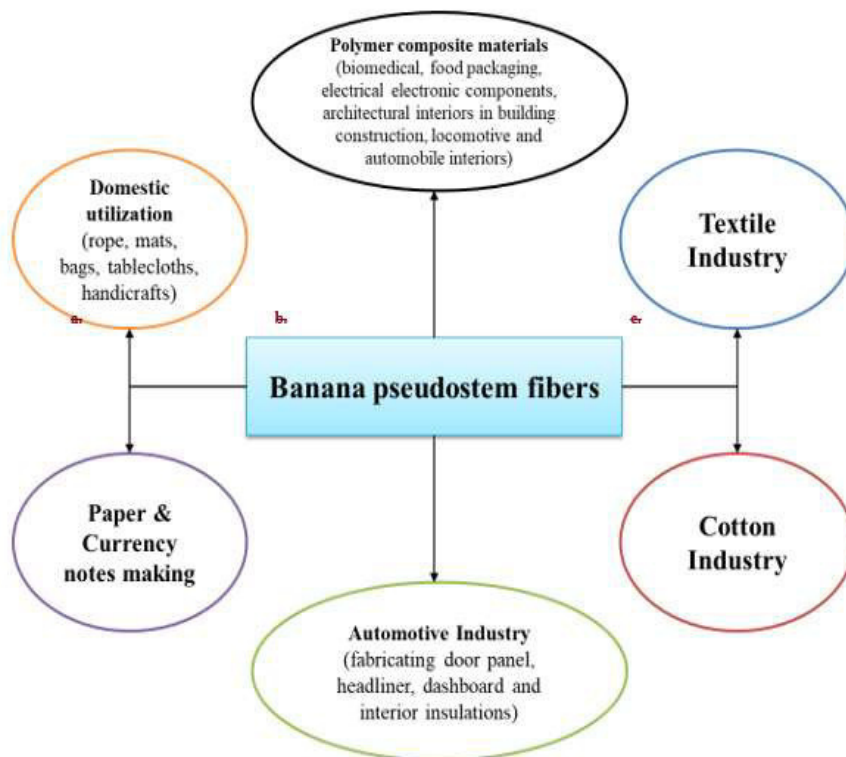 Polymer composite materials
(biomedical, food packaging,
electrical electronic components,
architectural interiors in building
construction, locomotive and
automobile interiors)
Domestic
utilization
(rope, mats,
bags, tablecloths,
handicrafts)
Textile
Industry
a.
b.
c.
Banana pseudostem fibers
Paper &
Currency
notes making
Cotton
Industry
Automotive Industry
(fabricating door panel,
headliner, dashboard and
interior insulations)